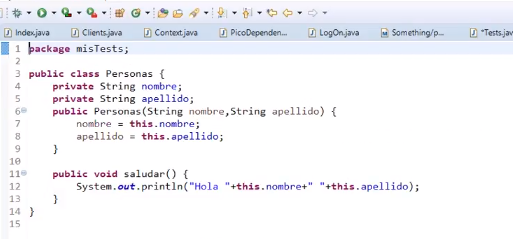 Index.java Clients.java Context.java PicoDependen... LogOn.java Something/p... *Tests.jav
1 package misTests;
2
3 public class Personas {
4 private String nombre;
5 private String apellido;
6 public Personas(String nombre,String apellido) {
7 nombre = this.nombre;
8 apellido = this.apellido;
9 }
10
11 public void saludar() {
12 System.out.println("Hola "+this.nombre+" "+this.apellido);
13 }
14 }
15